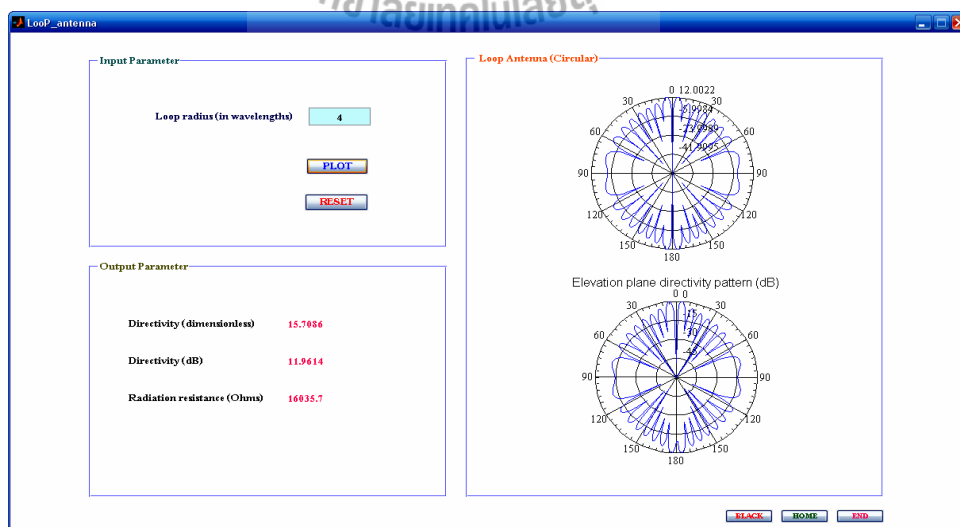 LooP_antenna
Input Parameter
Loop radius (in wavelengths)
4
PLOT
RESET
Output Parameter
Directivity (dimensionless)
15.7086
Directivity (dB)
11.9614
Radiation resistance (Ohms)
16035.7
Loop Antenna (Circular)
0 12.0022
30 30
60 60
90 90
120 120
150 150
180
Elevation plane directivity pattern (dB)
0 0
-15
30 30
-30
60 60
-45
90 90
120 120
150 150
180
BLACK HOME END